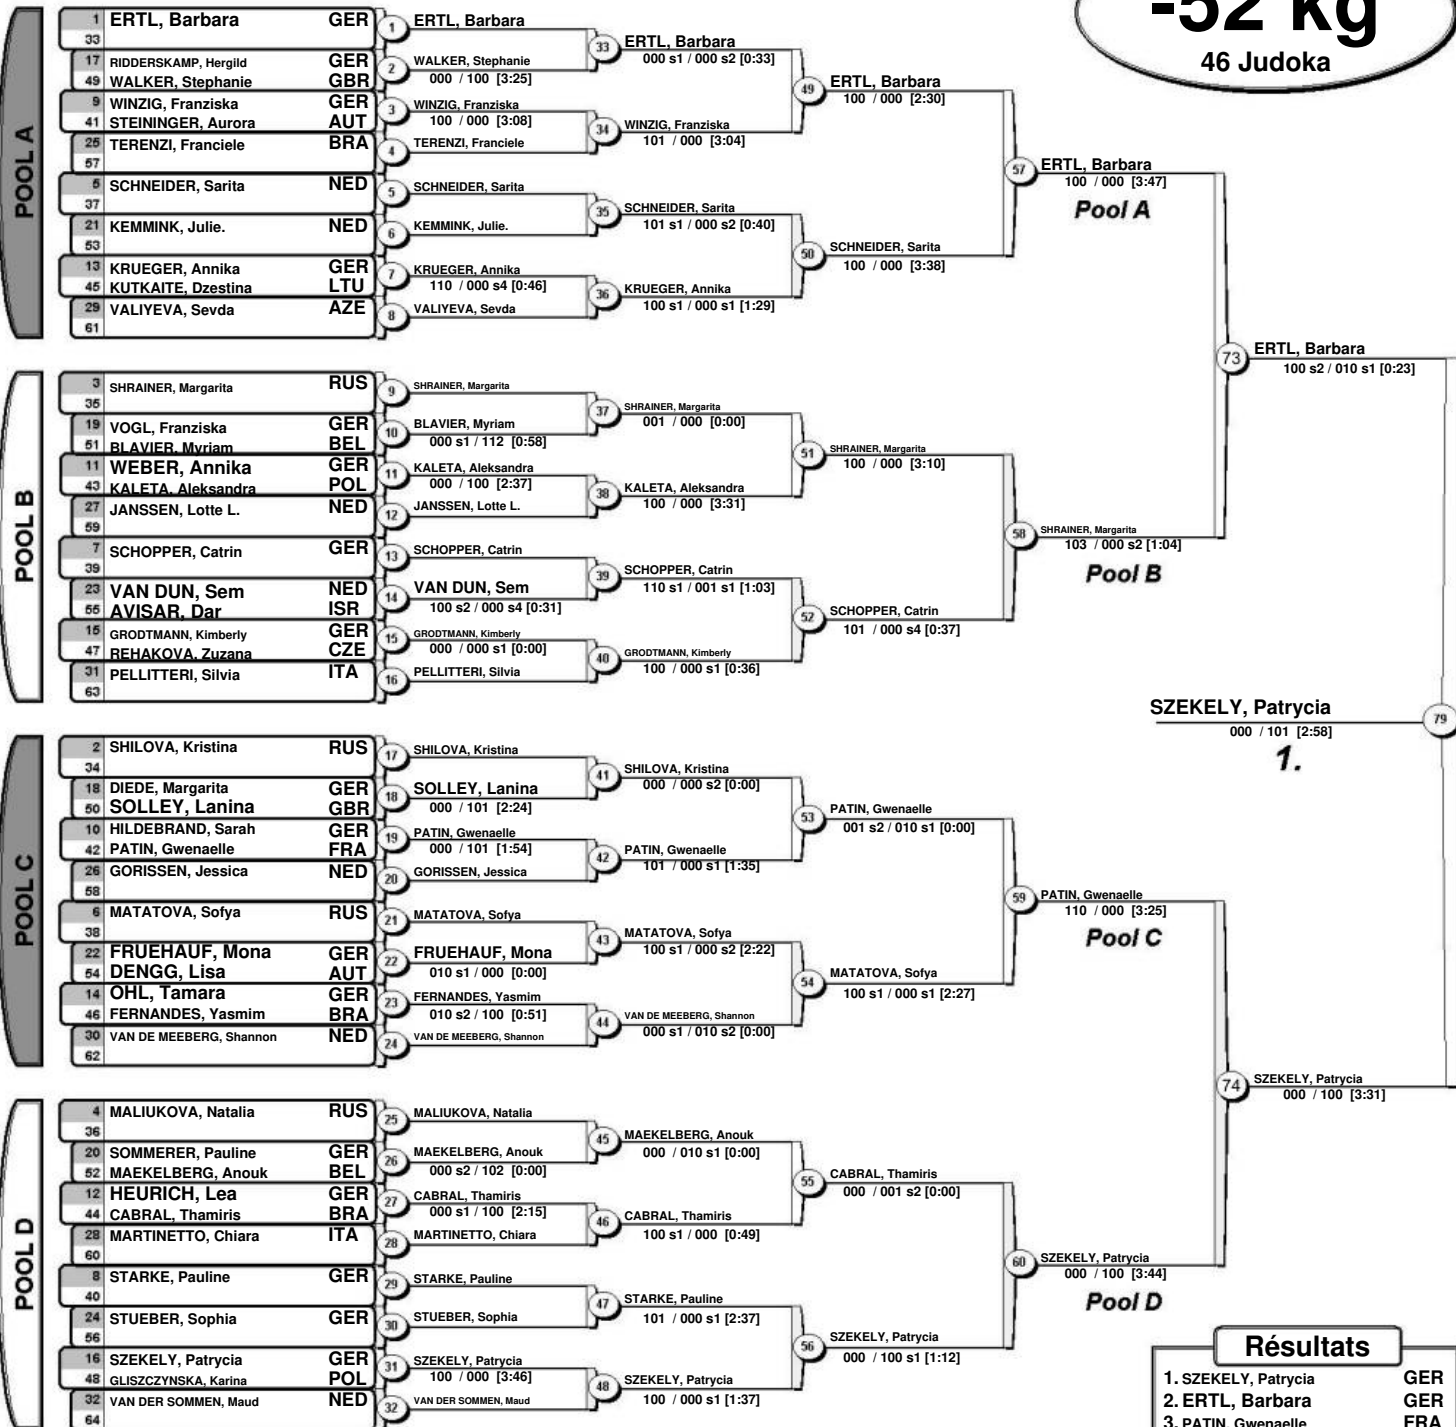 -52 kg
46 Judoka
POOL A
1 ERTL, Barbara GER
33
17 RIDDERSKAMP, Hergild GER
49 WALKER, Stephanie GBR
9 WINZIG, Franziska GER
41 STEININGER, Aurora AUT
25 TERENZI, Franciele BRA
57
5 SCHNEIDER, Sarita NED
37
21 KEMMINK, Julie. NED
53
13 KRUEGER, Annika GER
45 KUTKAITE, Dzestina LTU
29 VALIYEVA, Sevda AZE
61
1 ERTL, Barbara
2 WALKER, Stephanie
000 / 100 [3:25]
3 WINZIG, Franziska
100 / 000 [3:08]
4 TERENZI, Franciele
5 SCHNEIDER, Sarita
6 KEMMINK, Julie.
7 KRUEGER, Annika
110 / 000 s4 [0:46]
8 VALIYEVA, Sevda
33 ERTL, Barbara
000 s1 / 000 s2 [0:33]
34 WINZIG, Franziska
101 / 000 [3:04]
35 SCHNEIDER, Sarita
101 s1 / 000 s2 [0:40]
36 KRUEGER, Annika
100 s1 / 000 s1 [1:29]
49 ERTL, Barbara
100 / 000 [2:30]
50 SCHNEIDER, Sarita
100 / 000 [3:38]
57 ERTL, Barbara
100 / 000 [3:47]
Pool A
POOL B
3 SHRAINER, Margarita RUS
35
19 VOGL, Franziska GER
51 BLAVIER, Myriam BEL
11 WEBER, Annika GER
43 KALETA, Aleksandra POL
27 JANSSEN, Lotte L. NED
59
7 SCHOPPER, Catrin GER
39
23 VAN DUN, Sem NED
55 AVISAR, Dar ISR
15 GRODTMANN, Kimberly GER
47 REHAKOVA, Zuzana CZE
31 PELLITTERI, Silvia ITA
63
9 SHRAINER, Margarita
10 BLAVIER, Myriam
000 s1 / 112 [0:58]
11 KALETA, Aleksandra
000 / 100 [2:37]
12 JANSSEN, Lotte L.
13 SCHOPPER, Catrin
14 VAN DUN, Sem
100 s2 / 000 s4 [0:31]
15 GRODTMANN, Kimberly
000 / 000 s1 [0:00]
16 PELLITTERI, Silvia
37 SHRAINER, Margarita
001 / 000 [0:00]
38 KALETA, Aleksandra
100 / 000 [3:31]
39 SCHOPPER, Catrin
110 s1 / 001 s1 [1:03]
40 GRODTMANN, Kimberly
100 / 000 s1 [0:36]
51 SHRAINER, Margarita
100 / 000 [3:10]
52 SCHOPPER, Catrin
101 / 000 s4 [0:37]
58 SHRAINER, Margarita
103 / 000 s2 [1:04]
Pool B
73 ERTL, Barbara
100 s2 / 010 s1 [0:23]
SZEKELY, Patrycia 79
000 / 101 [2:58]
1.
POOL C
2 SHILOVA, Kristina RUS
34
18 DIEDE, Margarita GER
50 SOLLEY, Lanina GBR
10 HILDEBRAND, Sarah GER
42 PATIN, Gwenaelle FRA
26 GORISSEN, Jessica NED
58
6 MATATOVA, Sofya RUS
38
22 FRUEHAUF, Mona GER
54 DENGG, Lisa AUT
14 OHL, Tamara GER
46 FERNANDES, Yasmim BRA
30 VAN DE MEEBERG, Shannon NED
62
17 SHILOVA, Kristina
18 SOLLEY, Lanina
000 / 101 [2:24]
19 PATIN, Gwenaelle
000 / 101 [1:54]
20 GORISSEN, Jessica
21 MATATOVA, Sofya
22 FRUEHAUF, Mona
010 s1 / 000 [0:00]
23 FERNANDES, Yasmim
010 s2 / 100 [0:51]
24 VAN DE MEEBERG, Shannon
41 SHILOVA, Kristina
000 / 000 s2 [0:00]
42 PATIN, Gwenaelle
101 / 000 s1 [1:35]
43 MATATOVA, Sofya
100 s1 / 000 s2 [2:22]
44 VAN DE MEEBERG, Shannon
000 s1 / 010 s2 [0:00]
53 PATIN, Gwenaelle
001 s2 / 010 s1 [0:00]
54 MATATOVA, Sofya
100 s1 / 000 s1 [2:27]
59 PATIN, Gwenaelle
110 / 000 [3:25]
Pool C
POOL D
4 MALIUKOVA, Natalia RUS
36
20 SOMMERER, Pauline GER
52 MAEKELBERG, Anouk BEL
12 HEURICH, Lea GER
44 CABRAL, Thamiris BRA
28 MARTINETTO, Chiara ITA
60
8 STARKE, Pauline GER
40
24 STUEBER, Sophia GER
56
16 SZEKELY, Patrycia GER
48 GLISZCZYNSKA, Karina POL
32 VAN DER SOMMEN, Maud NED
64
25 MALIUKOVA, Natalia
26 MAEKELBERG, Anouk
000 s2 / 102 [0:00]
27 CABRAL, Thamiris
000 s1 / 100 [2:15]
28 MARTINETTO, Chiara
29 STARKE, Pauline
30 STUEBER, Sophia
31 SZEKELY, Patrycia
100 / 000 [3:46]
32 VAN DER SOMMEN, Maud
45 MAEKELBERG, Anouk
000 / 010 s1 [0:00]
46 CABRAL, Thamiris
100 s1 / 000 [0:49]
47 STARKE, Pauline
101 / 000 s1 [2:37]
48 SZEKELY, Patrycia
100 / 000 s1 [1:37]
55 CABRAL, Thamiris
000 / 001 s2 [0:00]
56 SZEKELY, Patrycia
000 / 100 s1 [1:12]
60 SZEKELY, Patrycia
000 / 100 [3:44]
Pool D
74 SZEKELY, Patrycia
000 / 100 [3:31]
Résultats
1. SZEKELY, Patrycia GER
2. ERTL, Barbara GER
3. PATIN, Gwenaelle FRA